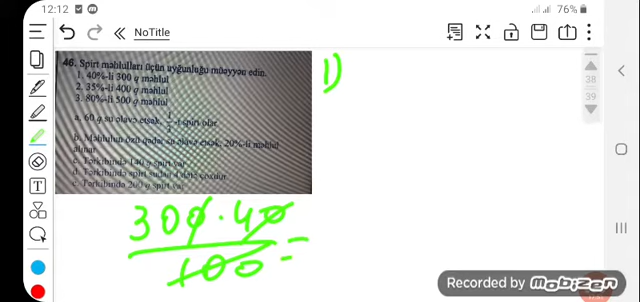 12:12
76%
NoTitle
46. Spirt məhlulları üçün uyğunluğu müəyyən edin.
1. 40%-li 300 q məhlul
2. 35%-li 400 q məhlul
3. 80%-li 500 q məhlul
a. 60 q su əlavə etsək, 1/3-i spirt olar.
b. Məhlulun özü qədər su əlavə etsək, 20%-li məhlul alınar
c. Tərkibində 140 q spirt var
d. Tərkibində spirt sudan 4 dəfə çoxdur
e. Tərkibində 260 q spirt var
1)
300 · 40
100 =
38
39
Recorded by mobizen